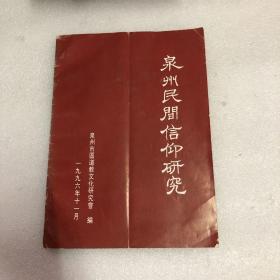 泉州民間信仰研究
泉州市區道教文化研究會 編
一九九六年十一月